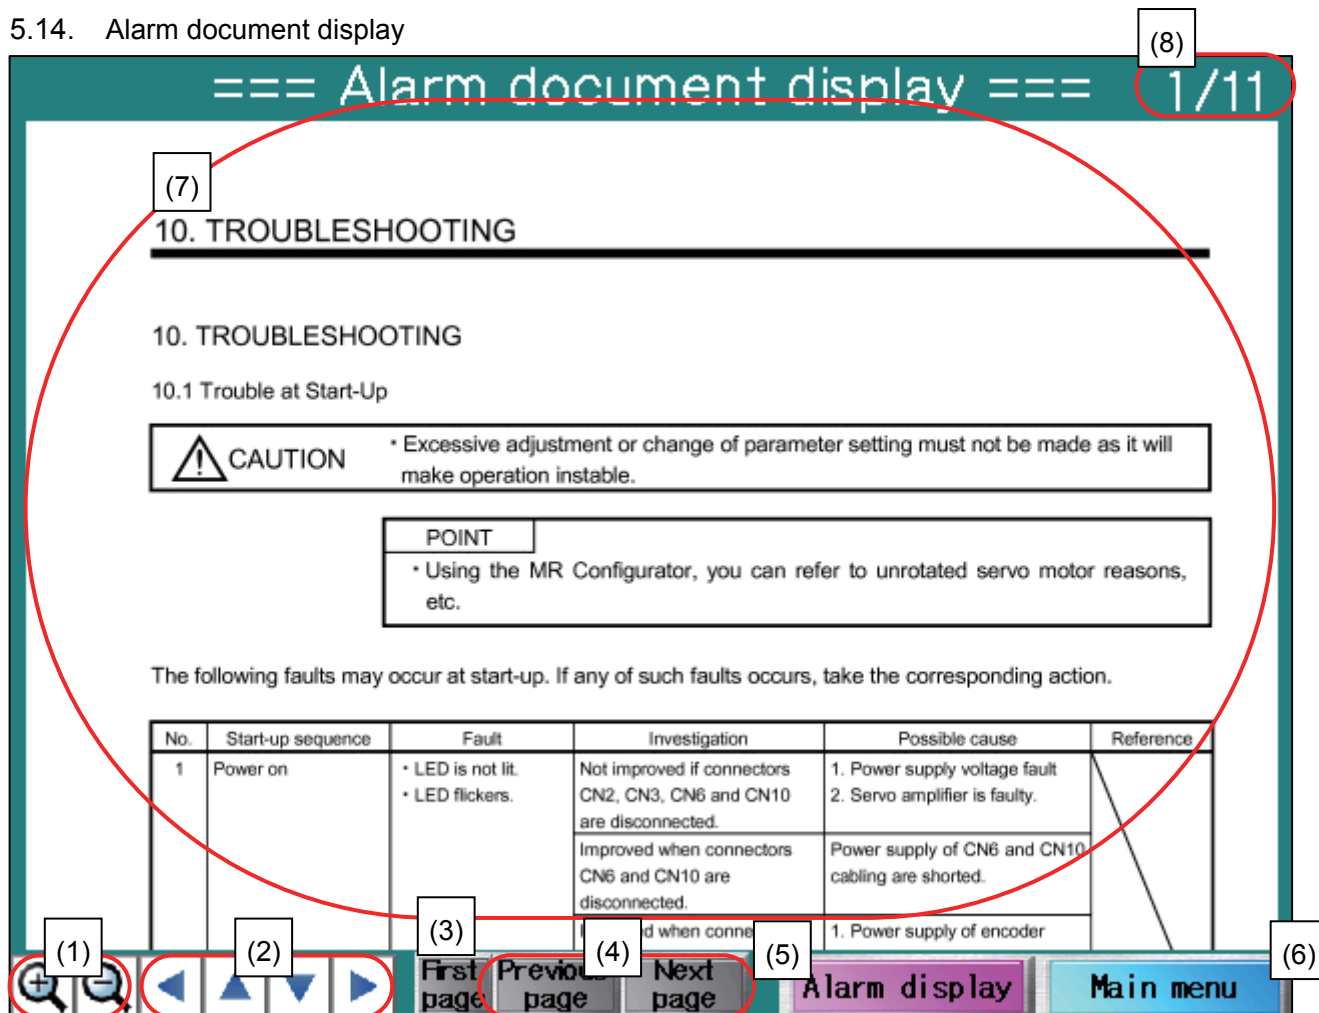 5.14. Alarm document display
(8)
=== Alarm document display === 1/11
(7)
10. TROUBLESHOOTING
10. TROUBLESHOOTING
10.1 Trouble at Start-Up
CAUTION
・Excessive adjustment or change of parameter setting must not be made as it will
make operation instable.
POINT
・Using the MR Configurator, you can refer to unrotated servo motor reasons,
etc.
The following faults may occur at start-up. If any of such faults occurs, take the corresponding action.
No. Start-up sequence Fault Investigation Possible cause Reference
1 Power on
・LED is not lit.
・LED flickers.
Not improved if connectors
CN2, CN3, CN6 and CN10
are disconnected.
1. Power supply voltage fault
2. Servo amplifier is faulty.
Improved when connectors
CN6 and CN10 are
disconnected.
Power supply of CN6 and CN10
cabling are shorted.
when
1. Power supply of encoder
(1) (2) (3) (4) (5) (6)
First
page
Previous
page
Next
page
Alarm display
Main menu